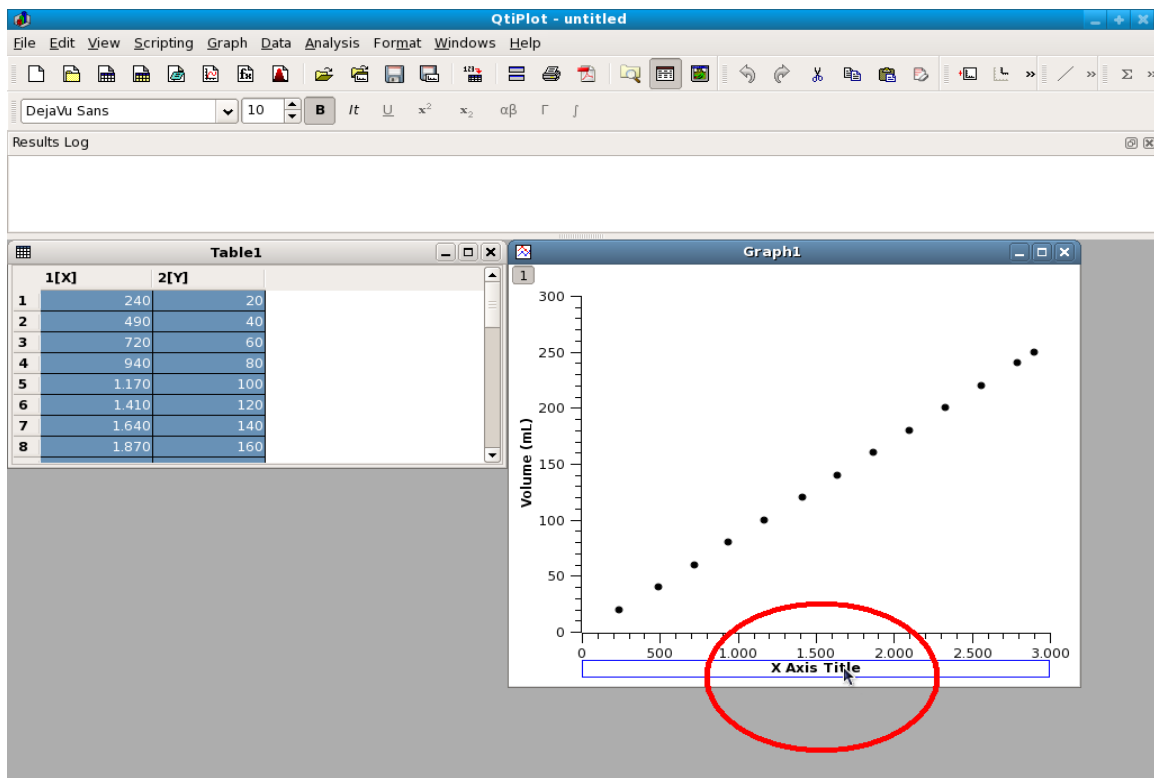 QtiPlot - untitled
File Edit View Scripting Graph Data Analysis Format Windows Help
DejaVu Sans 10 B It U x² x₂ αβ Γ ∫
Results Log
Table1
1[X] 2[Y]
1 240 20
2 490 40
3 720 60
4 940 80
5 1.170 100
6 1.410 120
7 1.640 140
8 1.870 160
Graph1
1
300
250
200
150
100
50
0
Volume (mL)
0 500 1.000 1.500 2.000 2.500 3.000
X Axis Title